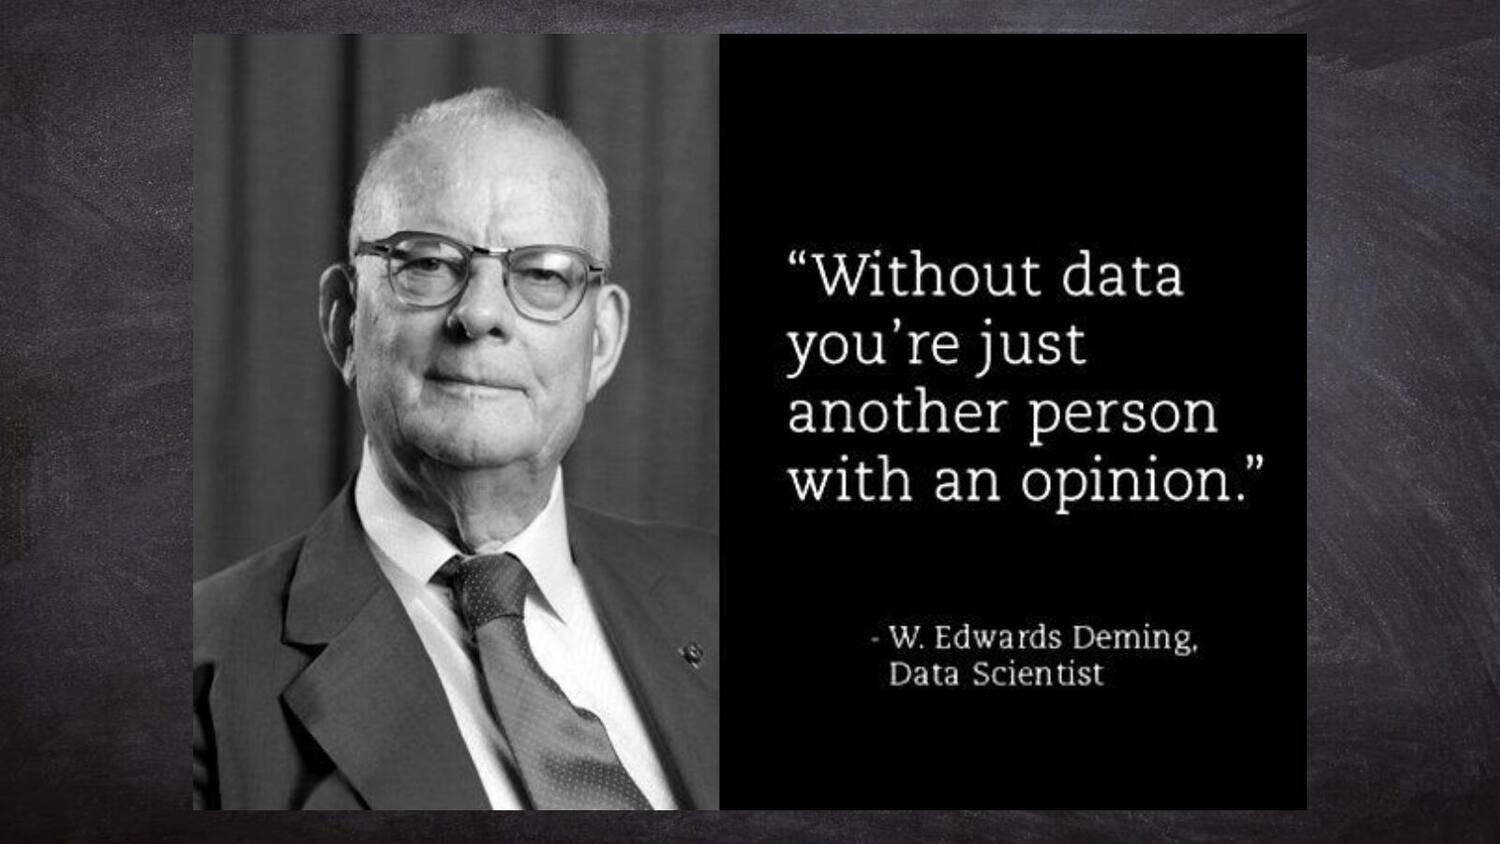 “Without data
you’re just
another person
with an opinion.”
- W. Edwards Deming,
Data Scientist